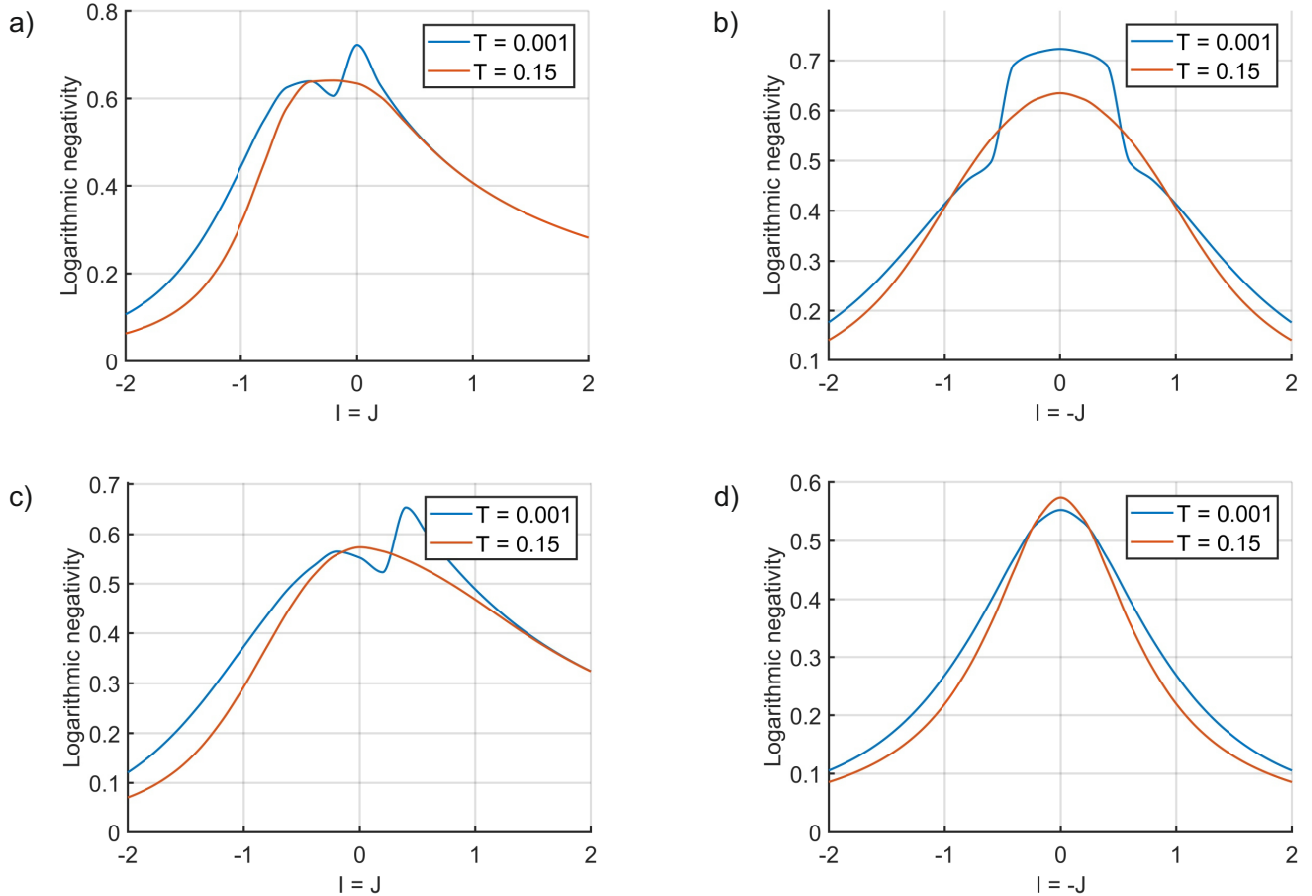 a)
Logarithmic negativity
0.8
0.6
0.4
0.2
0
-2
-1
0
1
2
I = J
T = 0.001
T = 0.15
b)
Logarithmic negativity
0.7
0.6
0.5
0.4
0.3
0.2
0.1
-2
-1
0
1
2
I = -J
T = 0.001
T = 0.15
c)
Logarithmic negativity
0.7
0.6
0.5
0.4
0.3
0.2
0.1
0
-2
-1
0
1
2
I = J
T = 0.001
T = 0.15
d)
Logarithmic negativity
0.6
0.5
0.4
0.3
0.2
0.1
0
-2
-1
0
1
2
I = -J
T = 0.001
T = 0.15